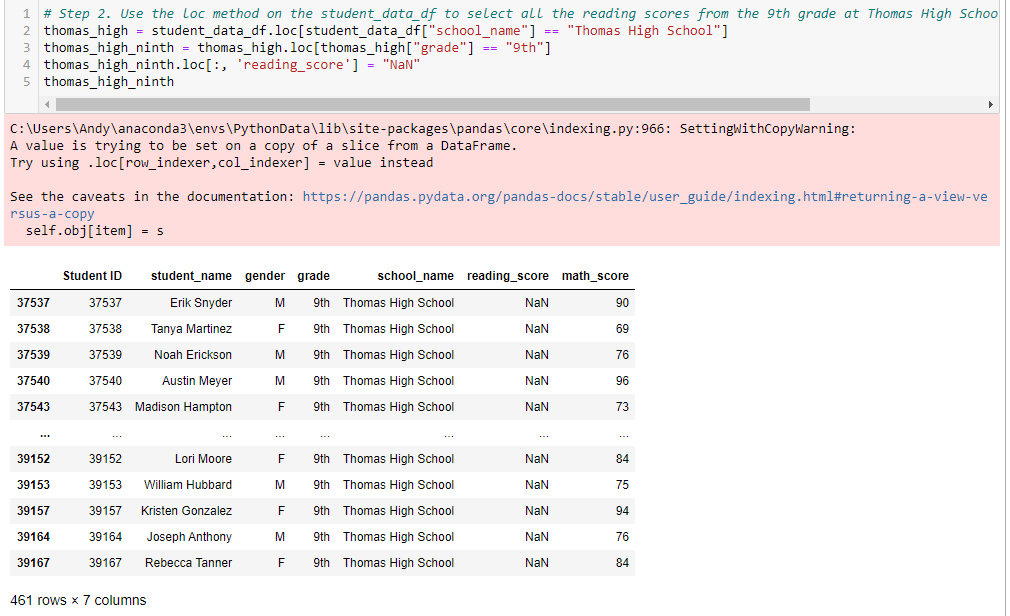 1 # Step 2. Use the loc method on the student_data_df to select all the reading scores from the 9th grade at Thomas High Schoo
2 thomas_high = student_data_df.loc[student_data_df["school_name"] == "Thomas High School"]
3 thomas_high_ninth = thomas_high.loc[thomas_high["grade"] == "9th"]
4 thomas_high_ninth.loc[:, 'reading_score'] = "NaN"
5 thomas_high_ninth
C:\Users\Andy\anaconda3\envs\PythonData\lib\site-packages\pandas\core\indexing.py:966: SettingWithCopyWarning:
A value is trying to be set on a copy of a slice from a DataFrame.
Try using .loc[row_indexer,col_indexer] = value instead
See the caveats in the documentation: https://pandas.pydata.org/pandas-docs/stable/user_guide/indexing.html#returning-a-view-ve
rsus-a-copy
self.obj[item] = s
Student ID student_name gender grade school_name reading_score math_score
37537 37537 Erik Snyder M 9th Thomas High School NaN 90
37538 37538 Tanya Martinez F 9th Thomas High School NaN 69
37539 37539 Noah Erickson M 9th Thomas High School NaN 76
37540 37540 Austin Meyer M 9th Thomas High School NaN 96
37543 37543 Madison Hampton F 9th Thomas High School NaN 73
... ... ... ... ... ... ... ...
39152 39152 Lori Moore F 9th Thomas High School NaN 84
39153 39153 William Hubbard M 9th Thomas High School NaN 75
39157 39157 Kristen Gonzalez F 9th Thomas High School NaN 94
39164 39164 Joseph Anthony M 9th Thomas High School NaN 76
39167 39167 Rebecca Tanner F 9th Thomas High School NaN 84
461 rows × 7 columns